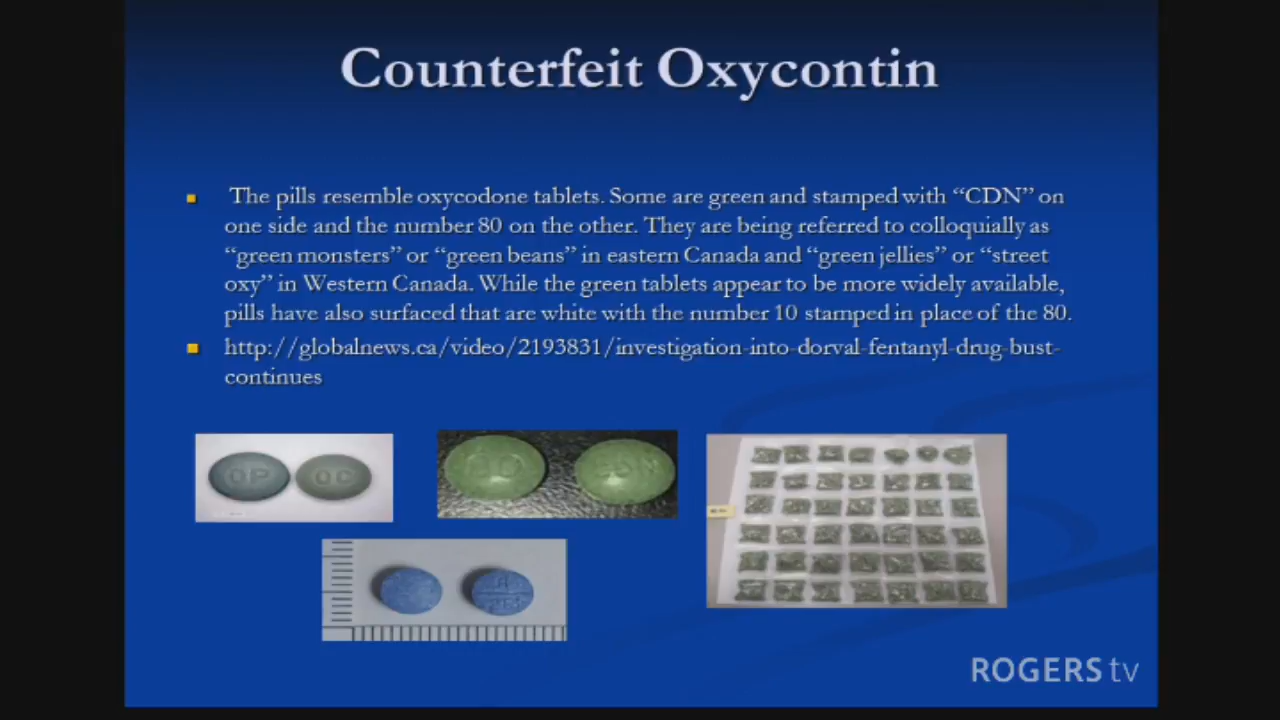 Counterfeit Oxycontin
The pills resemble oxycodone tablets. Some are green and stamped with “CDN” on
one side and the number 80 on the other. They are being referred to colloquially as
“green monsters” or “green beans” in eastern Canada and “green jellies” or “street
oxy” in Western Canada. While the green tablets appear to be more widely available,
pills have also surfaced that are white with the number 10 stamped in place of the 80.
http://globalnews.ca/video/2193831/investigation-into-dorval-fentanyl-drug-bust-
continues
OP OC
80 CDN
ROGERS tv